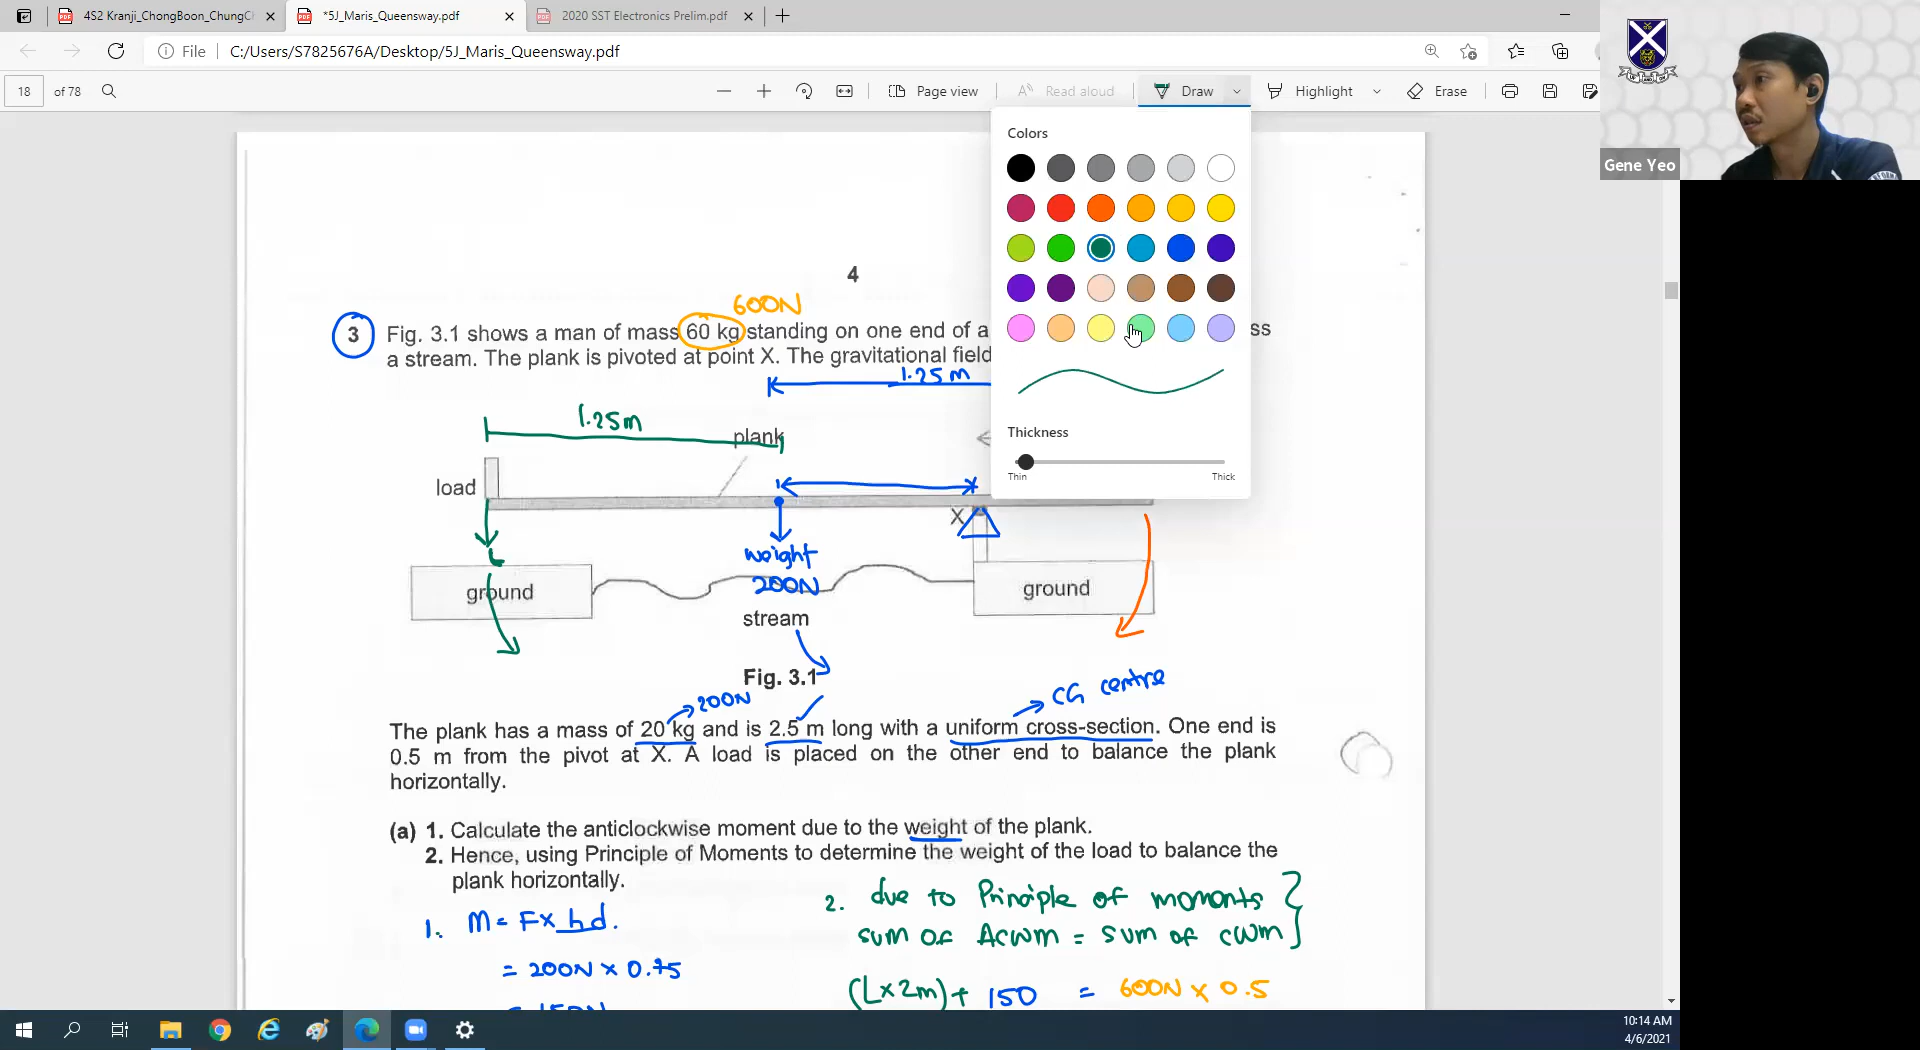 4S2 Kranji_ChongBoon_ChungCh
*5J_Maris_Queensway.pdf
2020 SST Electronics Prelim.pdf
File
C:/Users/S7825676A/Desktop/5J_Maris_Queensway.pdf
18 of 78
Page view
Read aloud
Draw
Highlight
Erase
Gene Yeo
Colors
Thickness
Thin
Thick
4
600N
3 Fig. 3.1 shows a man of mass 60 kg standing on one end of a ss
a stream. The plank is pivoted at point X. The gravitational field
1.25m
1.25m
plank
load
X
weight
200N
ground
ground
stream
Fig. 3.1
200N
CG centre
The plank has a mass of 20 kg and is 2.5 m long with a uniform cross-section. One end is
0.5 m from the pivot at X. A load is placed on the other end to balance the plank
horizontally.
(a) 1. Calculate the anticlockwise moment due to the weight of the plank.
2. Hence, using Principle of Moments to determine the weight of the load to balance the
plank horizontally.
1. M = F x hd.
= 200N x 0.75
2. due to Principle of moments
sum of ACWM = sum of CWM
(L x 2m) + 150 = 600N x 0.5
10:14 AM
4/6/2021